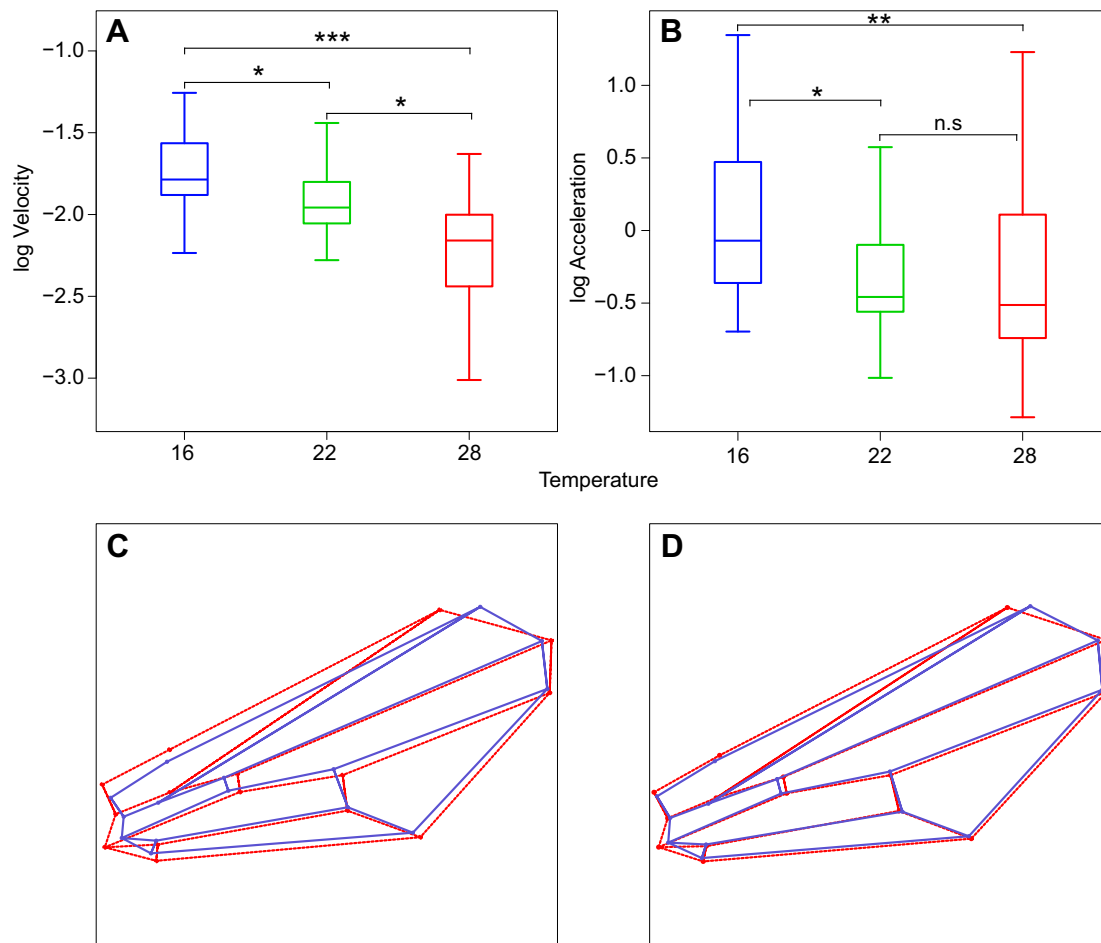 A
log Velocity
−1.0
−1.5
−2.0
−2.5
−3.0
***
*
*
16
22
28
B
log Acceleration
1.0
0.5
0
−0.5
−1.0
**
*
n.s
16
22
28
Temperature
C
D